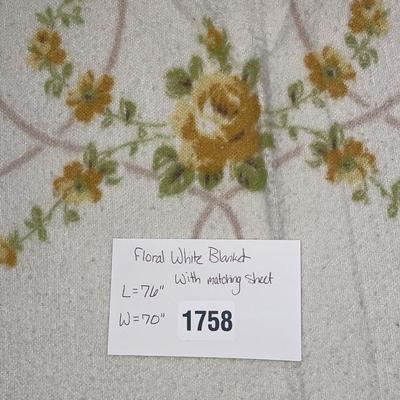 Floral White Blanket
With matching sheet
L=76"
W=70"
1758